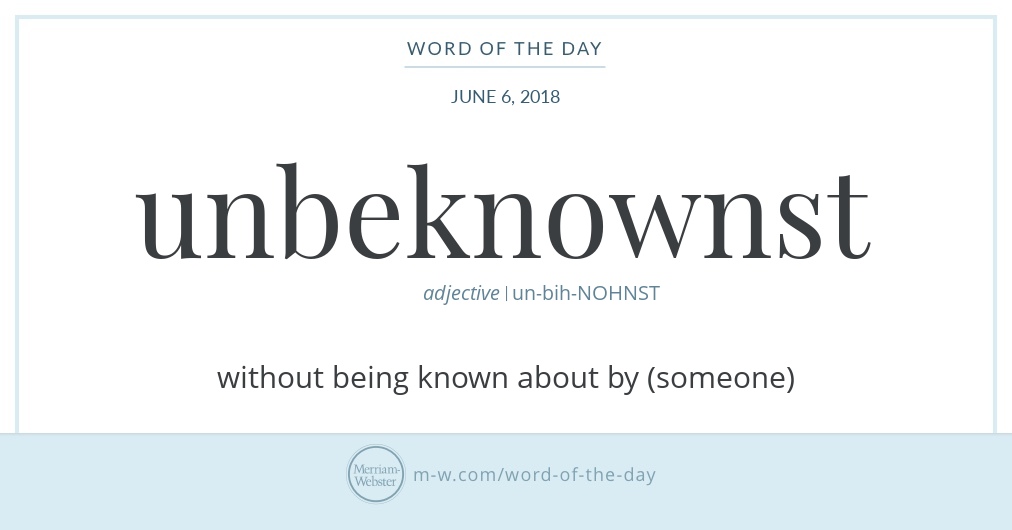 WORD OF THE DAY
JUNE 6, 2018
unbeknownst
adjective | un-bih-NOHNST
without being known about by (someone)
Merriam-
Webster
m-w.com/word-of-the-day